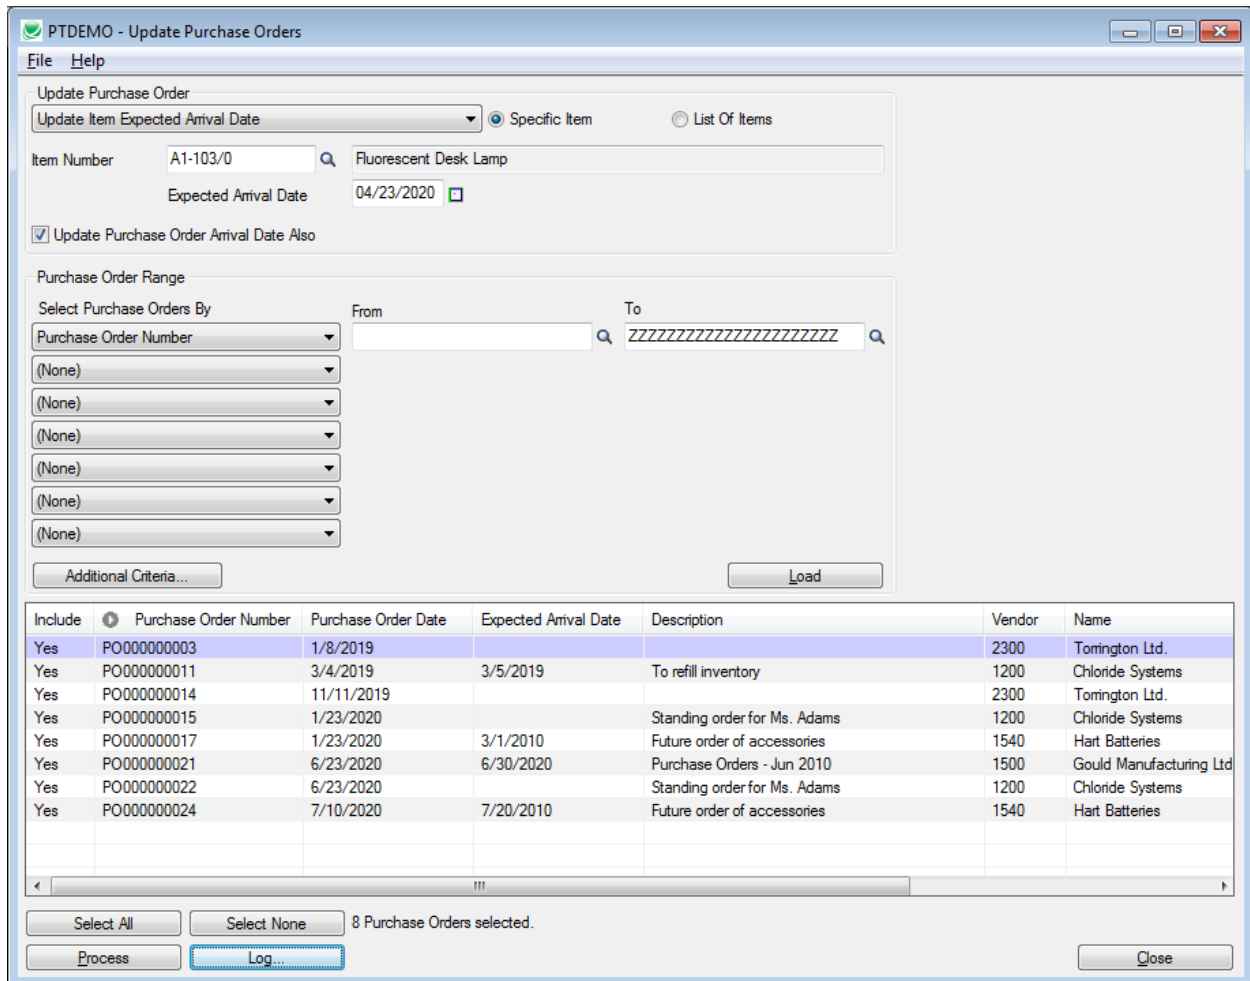 PTDEMO - Update Purchase Orders
File Help
Update Purchase Order
Update Item Expected Arrival Date Specific Item List Of Items
Item Number A1-103/0 Fluorescent Desk Lamp
Expected Arrival Date 04/23/2020
Update Purchase Order Arrival Date Also
Purchase Order Range
Select Purchase Orders By From To
Purchase Order Number ZZZZZZZZZZZZZZZZZZZZZZ
(None)
(None)
(None)
(None)
(None)
(None)
Additional Criteria... Load
Include Purchase Order Number Purchase Order Date Expected Arrival Date Description Vendor Name
Yes PO000000003 1/8/2019 2300 Torrington Ltd.
Yes PO000000011 3/4/2019 3/5/2019 To refill inventory 1200 Chloride Systems
Yes PO000000014 11/11/2019 2300 Torrington Ltd.
Yes PO000000015 1/23/2020 Standing order for Ms. Adams 1200 Chloride Systems
Yes PO000000017 1/23/2020 3/1/2010 Future order of accessories 1540 Hart Batteries
Yes PO000000021 6/23/2020 6/30/2020 Purchase Orders - Jun 2010 1500 Gould Manufacturing Ltd
Yes PO000000022 6/23/2020 Standing order for Ms. Adams 1200 Chloride Systems
Yes PO000000024 7/10/2020 7/20/2010 Future order of accessories 1540 Hart Batteries
Select All Select None 8 Purchase Orders selected.
Process Log... Close